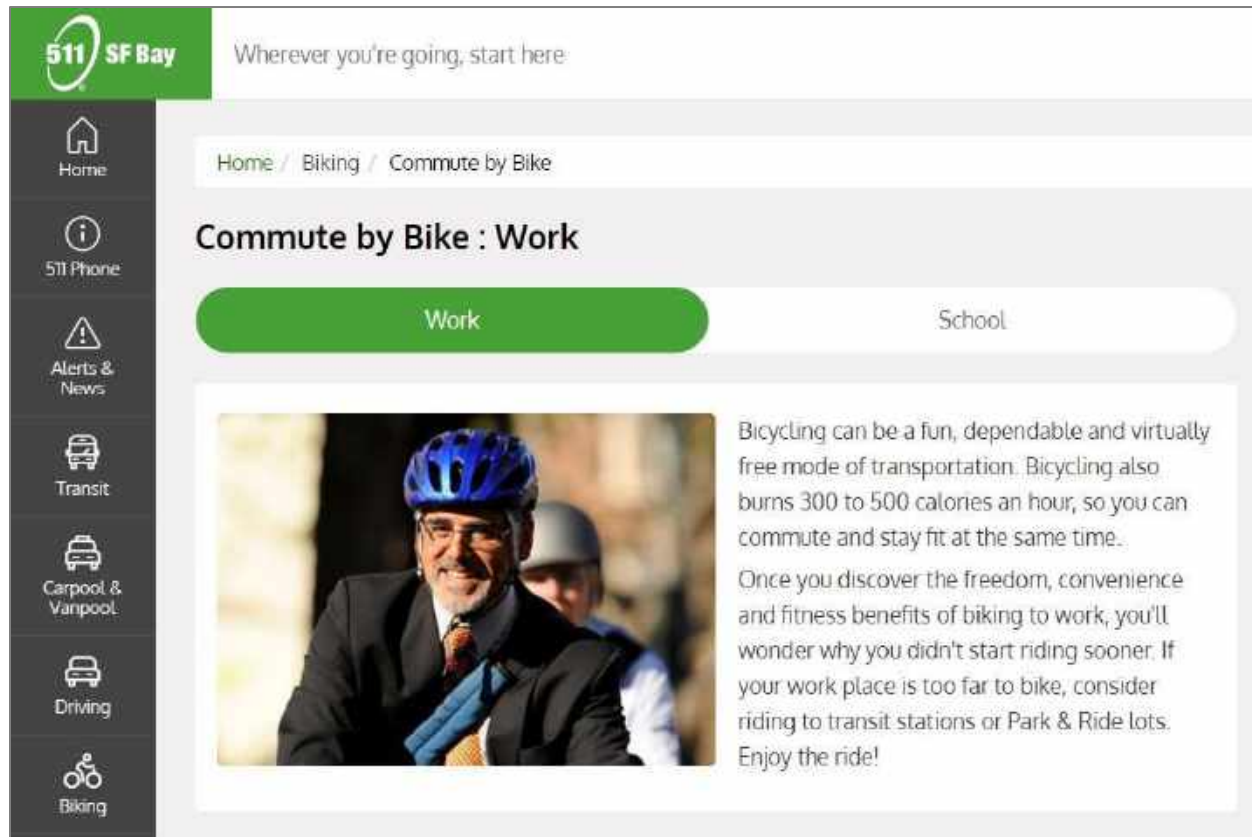 511 SF Bay
Wherever you're going, start here
Home
511 Phone
Alerts &
News
Transit
Carpool &
Vanpool
Driving
Biking
Home / Biking / Commute by Bike
Commute by Bike : Work
Work
School
Bicycling can be a fun, dependable and virtually
free mode of transportation. Bicycling also
burns 300 to 500 calories an hour, so you can
commute and stay fit at the same time.
Once you discover the freedom, convenience
and fitness benefits of biking to work, you'll
wonder why you didn't start riding sooner. If
your work place is too far to bike, consider
riding to transit stations or Park & Ride lots.
Enjoy the ride!